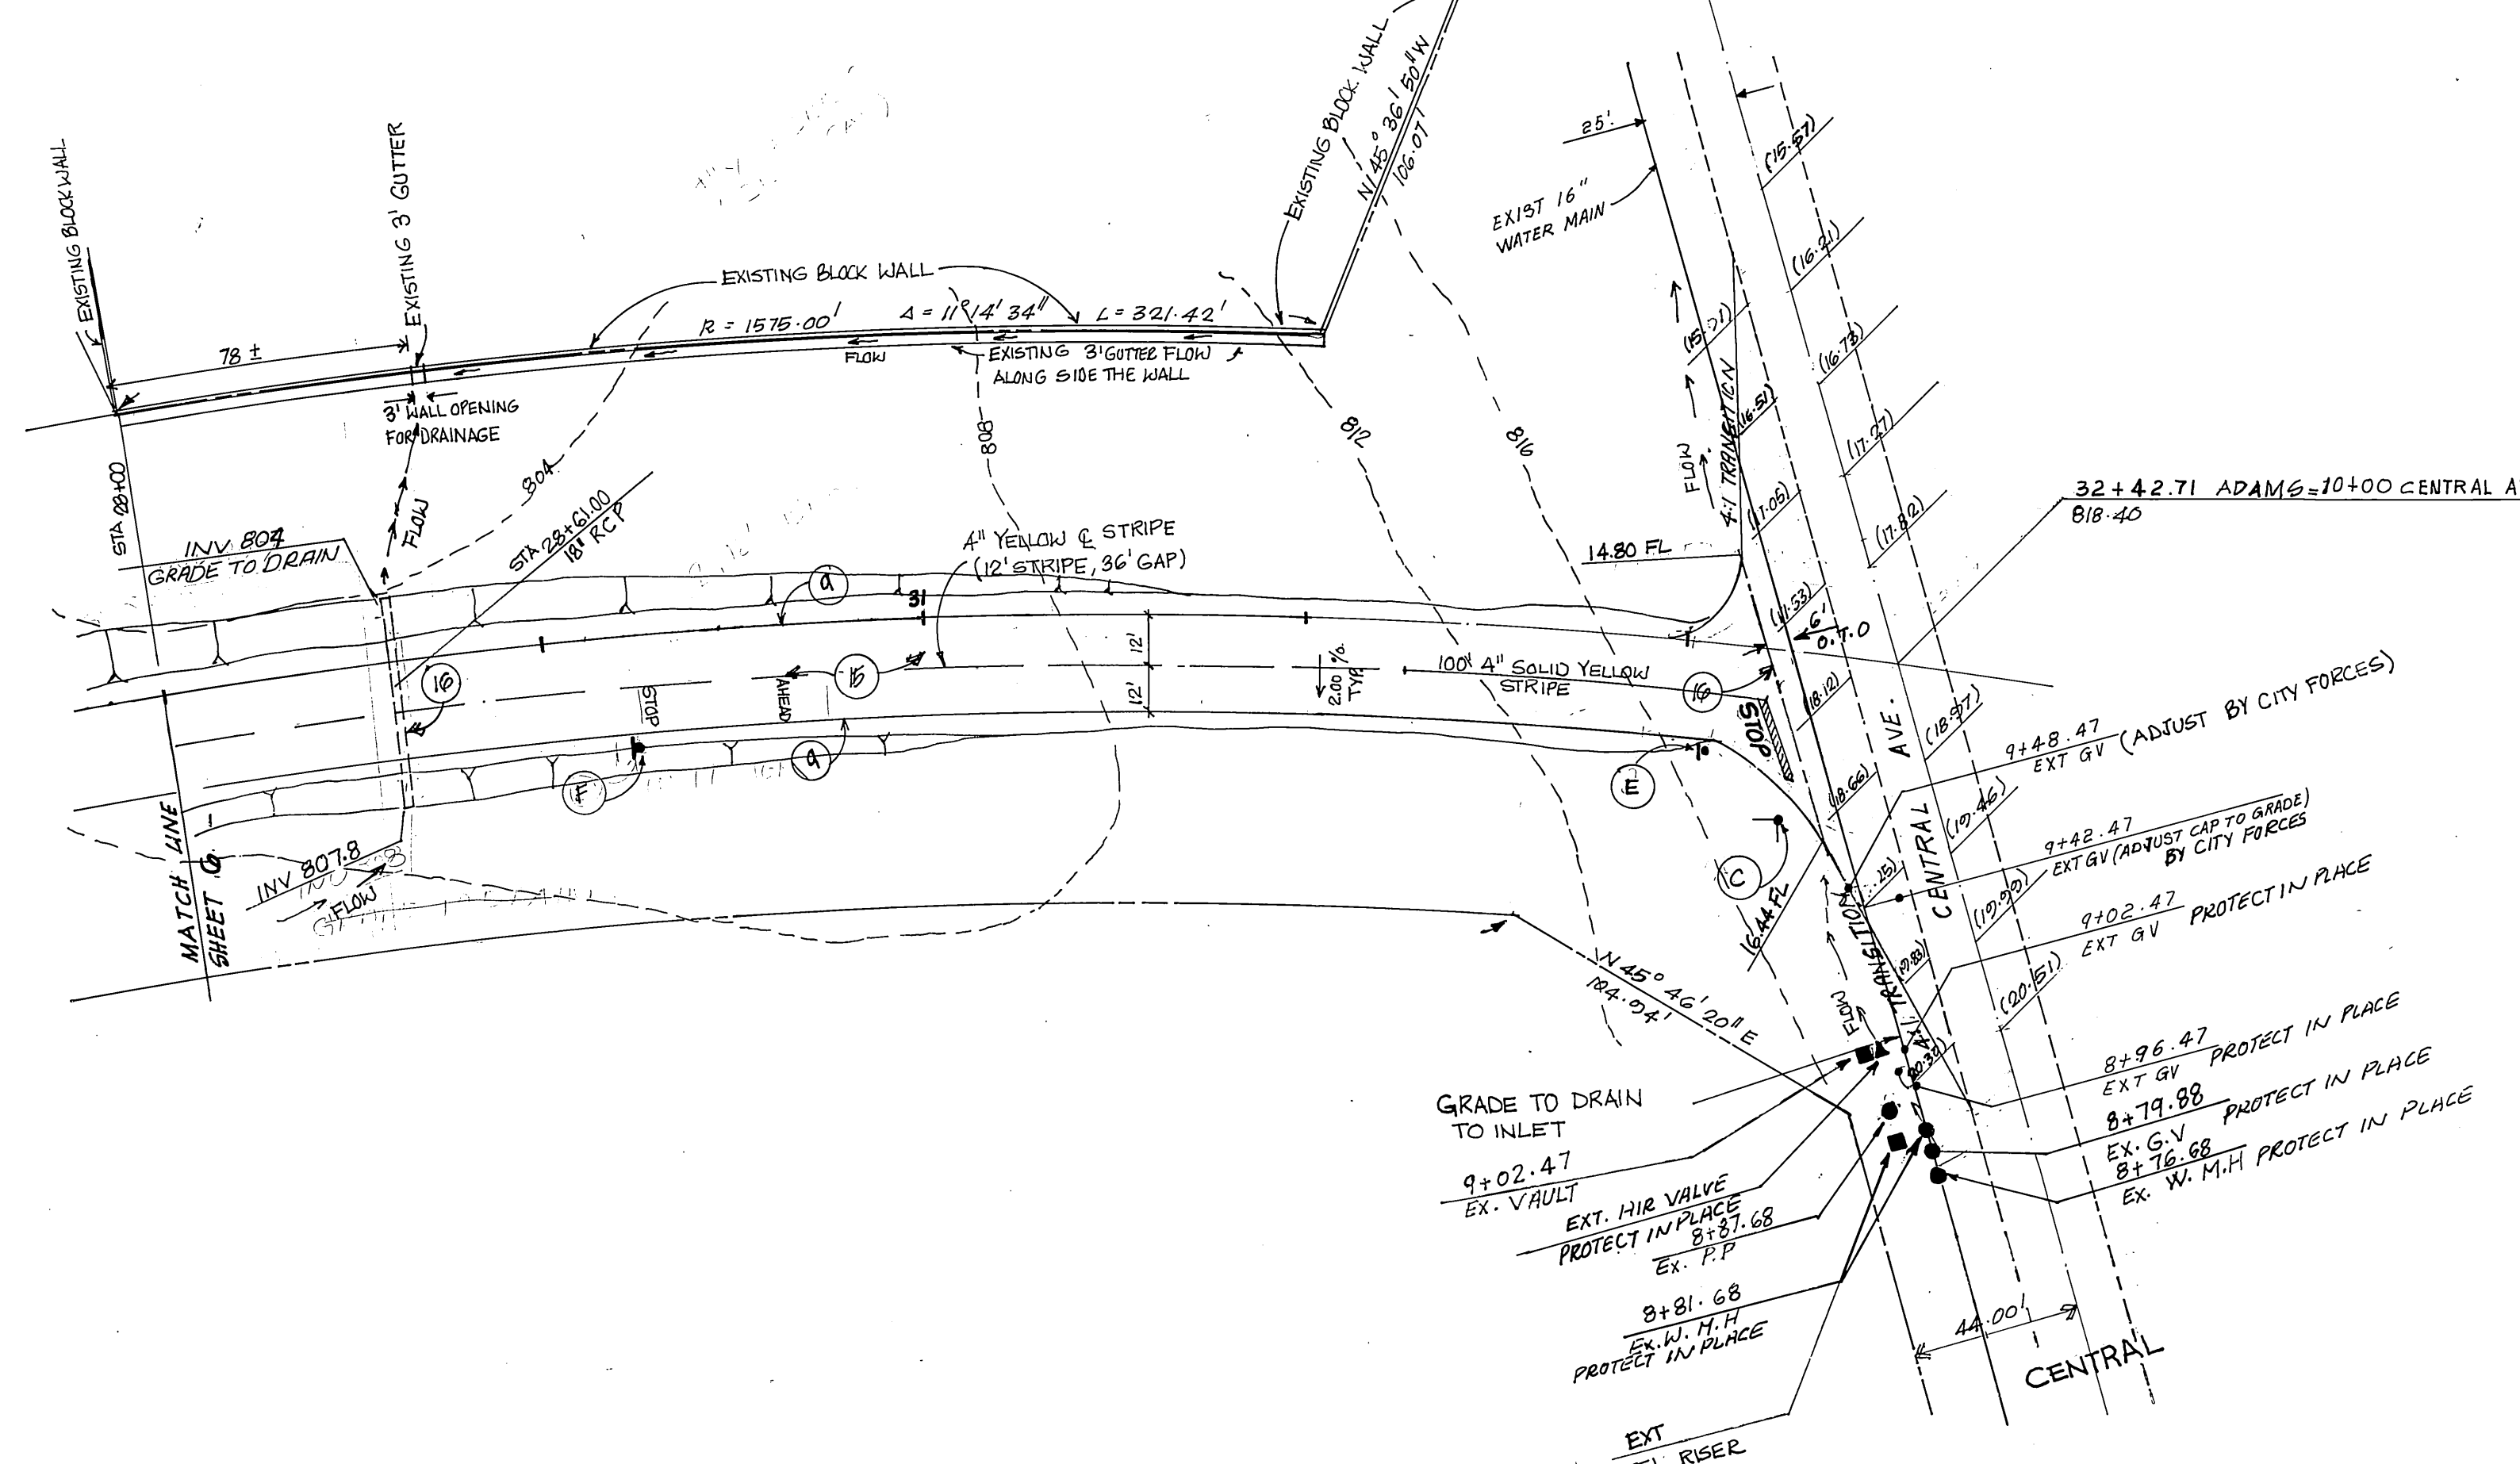 EXISTING BLOCKWALL
EXISTING 3' GUTTER
78 ±
EXISTING BLOCK WALL
R = 1575.00'
Δ = 11° 14' 34"
L = 321.42'
FLOW
EXISTING 3' GUTTER FLOW
ALONG SIDE THE WALL
3' WALL OPENING
FOR DRAINAGE
EXISTING BLOCK WALL
EXISTING BLOCK WALL
N 45° 36' 50" W
106.07'
STA 28+00
804
808
812
816
FLOW
INV. 804
GRADE TO DRAIN
STA 28+61.00
18" RCP
4" YELLOW ℄ STRIPE
(12' STRIPE, 36' GAP)
9
31
15
16
12'
12'
2.00 %
TYP.
100' 4" SOLID YELLOW
STRIPE
STOP
AHEAD
9
F
MATCH LINE
SHEET 6
INV 807.8
FLOW
25'
EXIST 16"
WATER MAIN
FLOW
4:1 TRANSITION
14.80 FL
(15.57)
(16.21)
(16.73)
(17.27)
(17.82)
(16.51)
(17.05)
(17.53)
(18.12)
(18.66)
(18.97)
(19.46)
(19.99)
(20.51)
6'
O.T.O
16
STOP
E
C
16.44 FL
32+42.71 ADAMS=10+00 CENTRAL A
818.40
CENTRAL AVE.
9+48.47
EXT GV (ADJUST BY CITY FORCES)
9+42.47
EXT GV (ADJUST CAP TO GRADE)
BY CITY FORCES
9+02.47
EXT GV PROTECT IN PLACE
N 45° 46' 20" E
FLOW
TRANSITION
8+96.47
EXT GV PROTECT IN PLACE
8+79.88
EX. G.V PROTECT IN PLACE
8+76.68
EX. W. M.H PROTECT IN PLACE
GRADE TO DRAIN
TO INLET
9+02.47
EX. VAULT
EXT. AIR VALVE
PROTECT IN PLACE
8+87.68
EX. P.P
8+81.68
EX. W. M.H
PROTECT IN PLACE
EXT
RISER
44.00'
CENTRAL